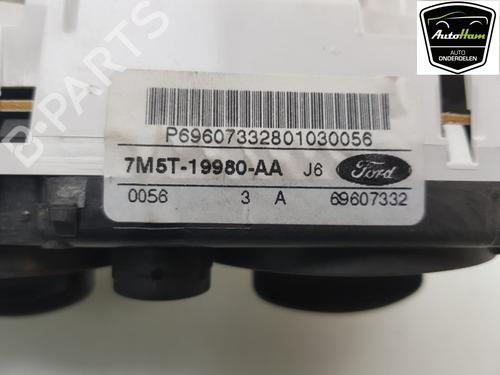 AutoHam
AUTO
ONDERDELEN
B-PARTS
P69607332801030056
7M5T-19980-AA J6 Ford
0056 3 A 69607332